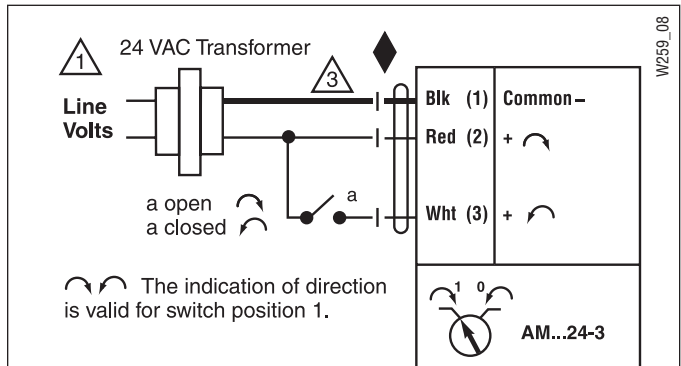 W259_08
1
24 VAC Transformer
3
Line
Volts
Blk (1) Common –
Red (2) +
a
a open
a closed
Wht (3) +
The indication of direction
is valid for switch position 1.
1 0
AM...24-3